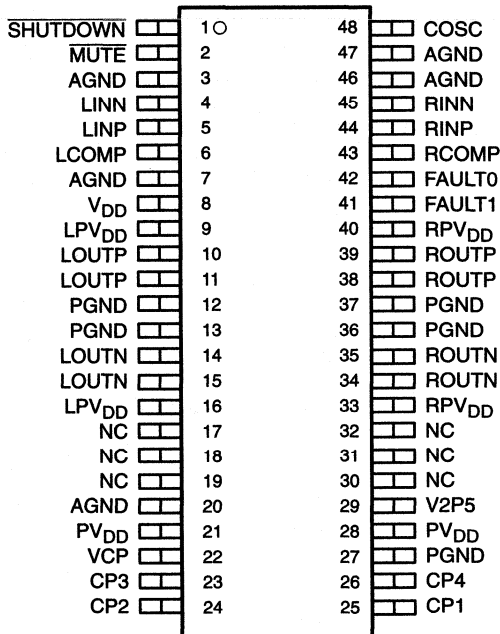 SHUTDOWN 1 48 COSC
MUTE 2 47 AGND
AGND 3 46 AGND
LINN 4 45 RINN
LINP 5 44 RINP
LCOMP 6 43 RCOMP
AGND 7 42 FAULT0
VDD 8 41 FAULT1
LPVDD 9 40 RPVDD
LOUTP 10 39 ROUTP
LOUTP 11 38 ROUTP
PGND 12 37 PGND
PGND 13 36 PGND
LOUTN 14 35 ROUTN
LOUTN 15 34 ROUTN
LPVDD 16 33 RPVDD
NC 17 32 NC
NC 18 31 NC
NC 19 30 NC
AGND 20 29 V2P5
PVDD 21 28 PVDD
VCP 22 27 PGND
CP3 23 26 CP4
CP2 24 25 CP1